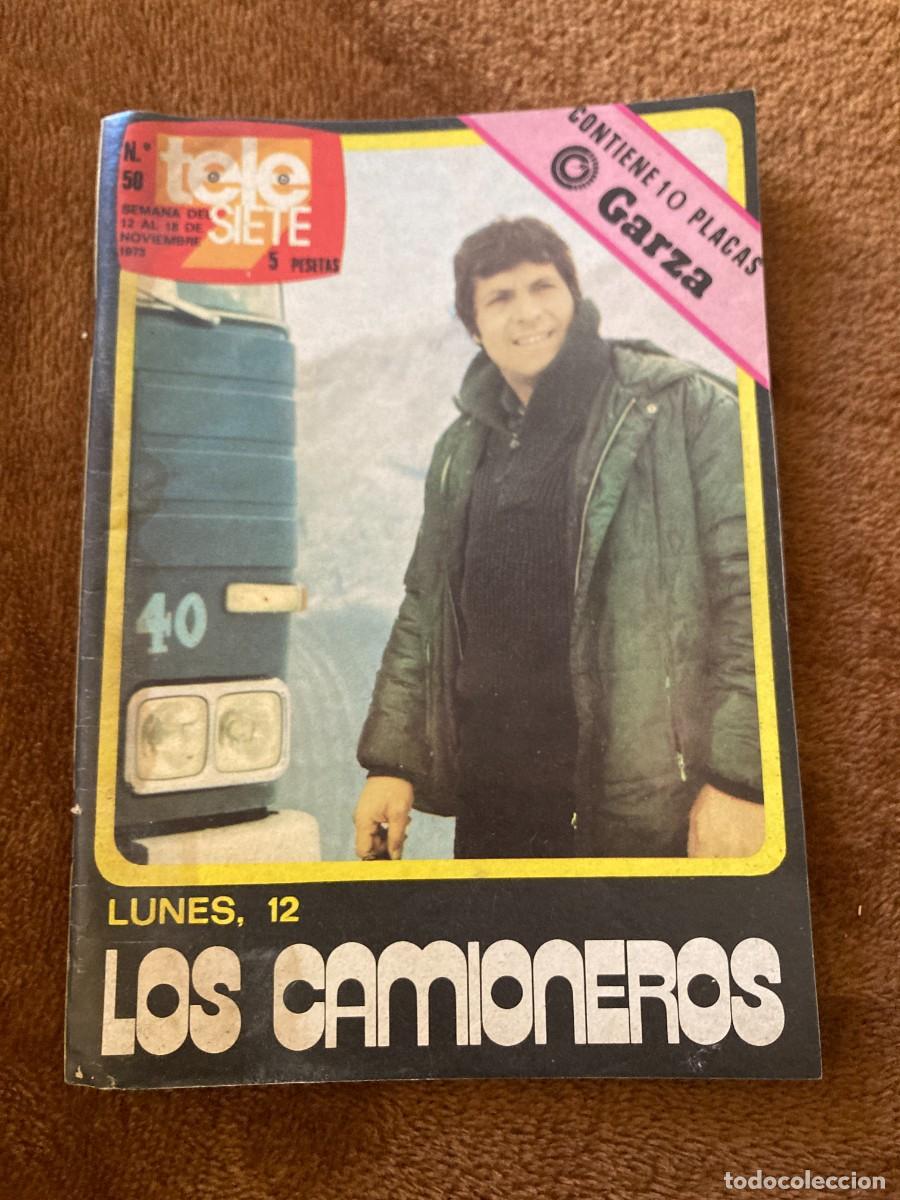 N.º
50
tele
SIETE
SEMANA DEL
12 AL 18 DE
NOVIEMBRE
1973
5 PESETAS
CONTIENE 10 PLACAS
Garza
40
LUNES, 12
LOS CAMIONEROS
todocoleccion